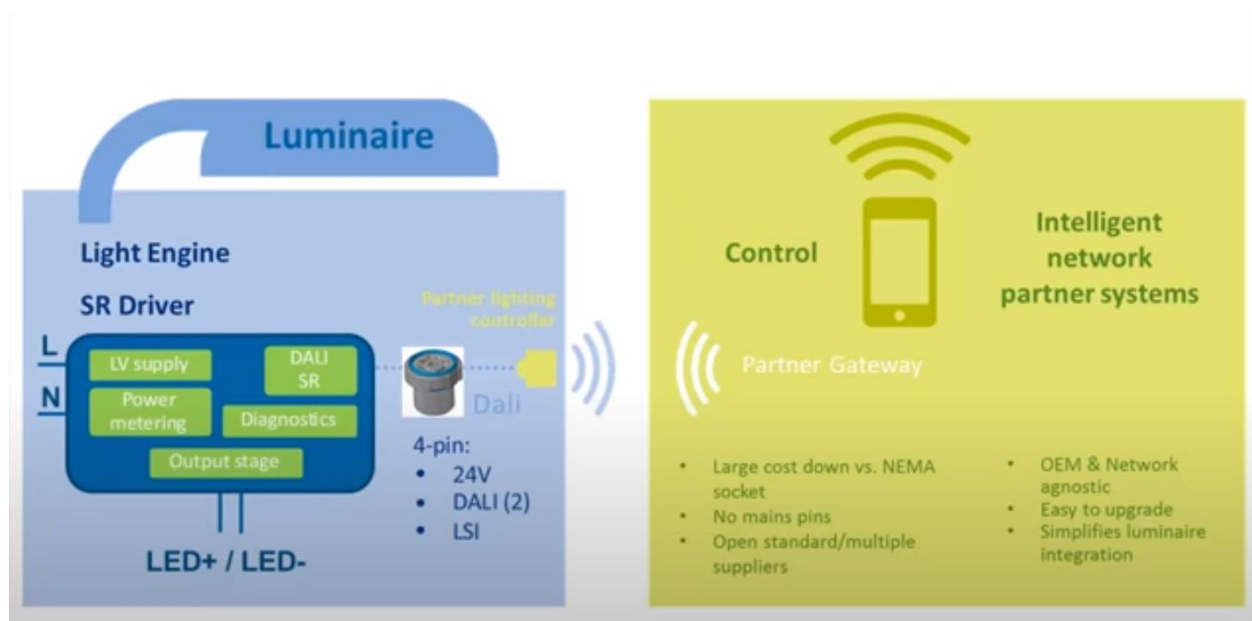 Luminaire
Light Engine
SR Driver
L
N
LV supply
DALI
SR
Power
metering
Diagnostics
Output stage
LED+ / LED-
Partner lighting
controller
Dali
4-pin:
• 24V
• DALI (2)
• LSI
Control
Intelligent
network
partner systems
Partner Gateway
• Large cost down vs. NEMA
socket
• No mains pins
• Open standard/multiple
suppliers
• OEM & Network
agnostic
• Easy to upgrade
• Simplifies luminaire
integration